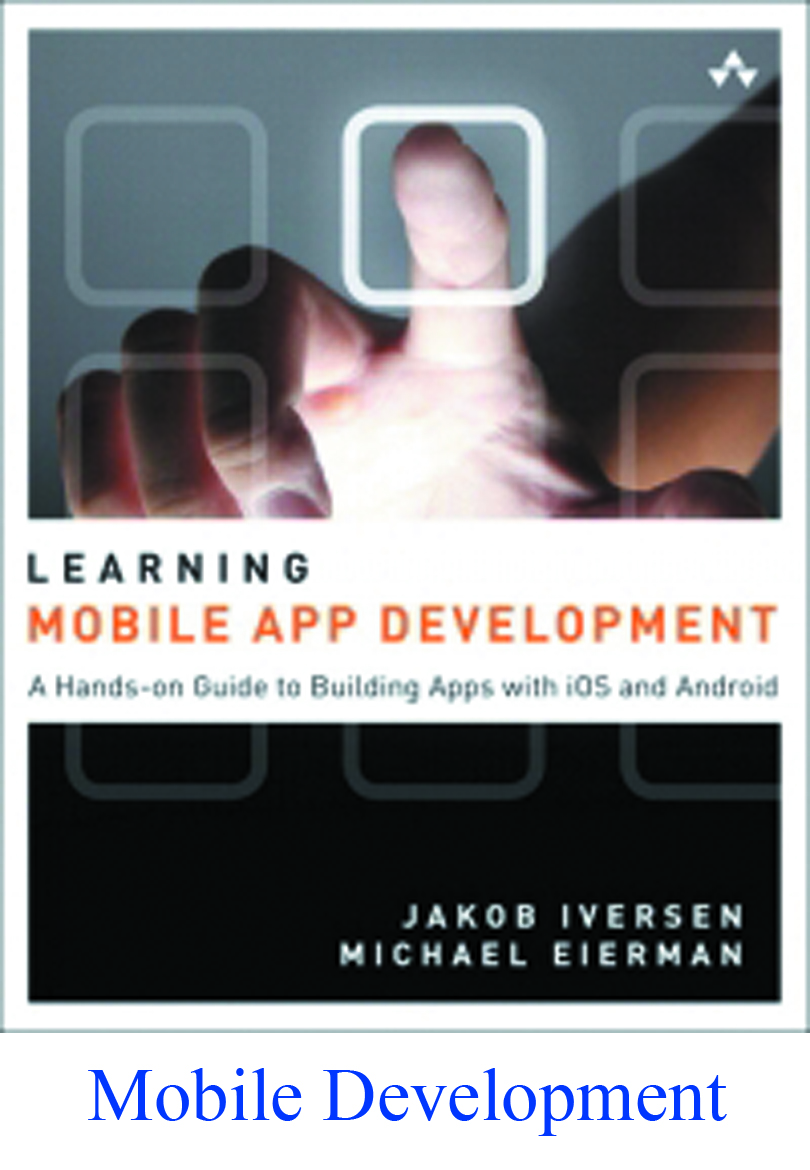 LEARNING
MOBILE APP DEVELOPMENT
A Hands-on Guide to Building Apps with iOS and Android
JAKOB IVERSEN
MICHAEL EIERMAN
Mobile Development